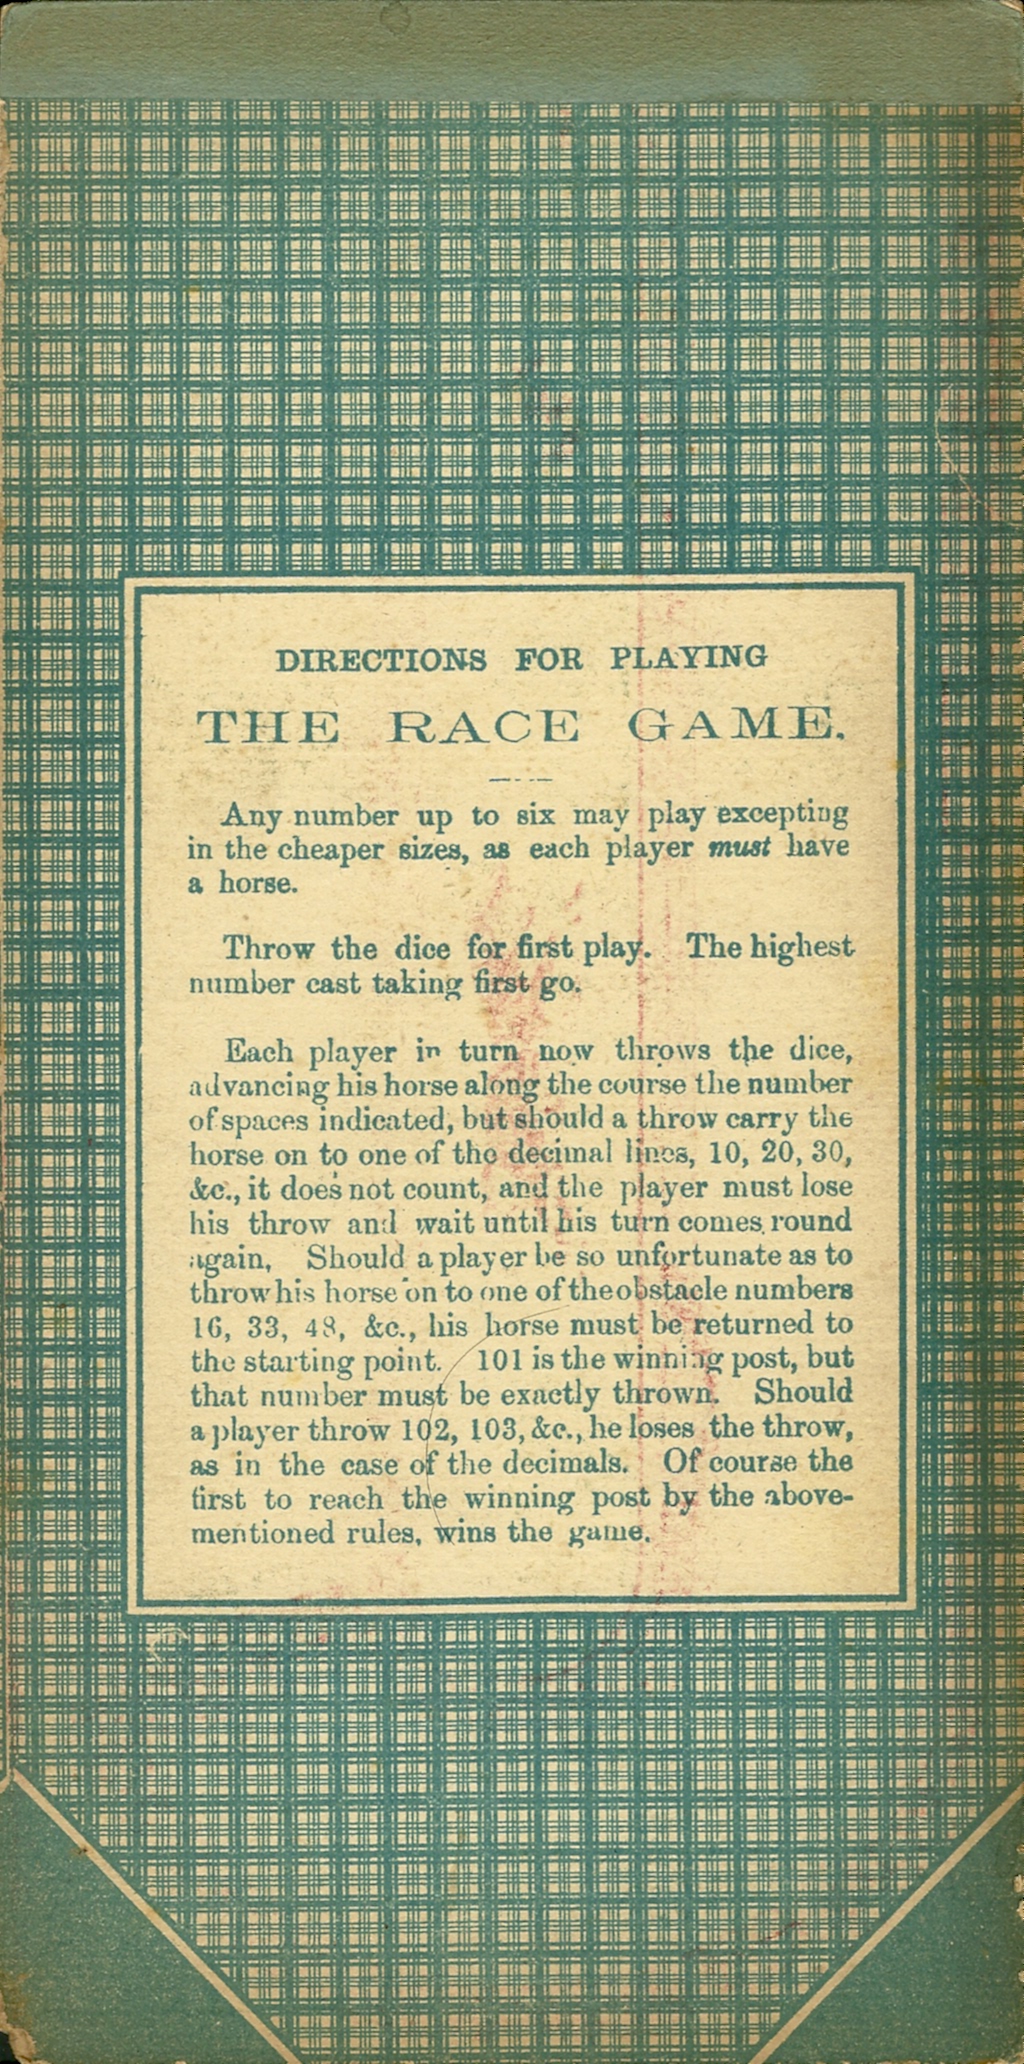 DIRECTIONS FOR PLAYING
THE RACE GAME.
Any number up to six may play excepting
in the cheaper sizes, as each player must have
a horse.
Throw the dice for first play. The highest
number cast taking first go.
Each player in turn now throws the dice,
advancing his horse along the course the number
of spaces indicated, but should a throw carry the
horse on to one of the decimal lines, 10, 20, 30,
&c., it does not count, and the player must lose
his throw and wait until his turn comes round
again. Should a player be so unfortunate as to
throw his horse on to one of the obstacle numbers
16, 33, 48, &c., his horse must be returned to
the starting point. 101 is the winning post, but
that number must be exactly thrown. Should
a player throw 102, 103, &c., he loses the throw,
as in the case of the decimals. Of course the
first to reach the winning post by the above-
mentioned rules, wins the game.